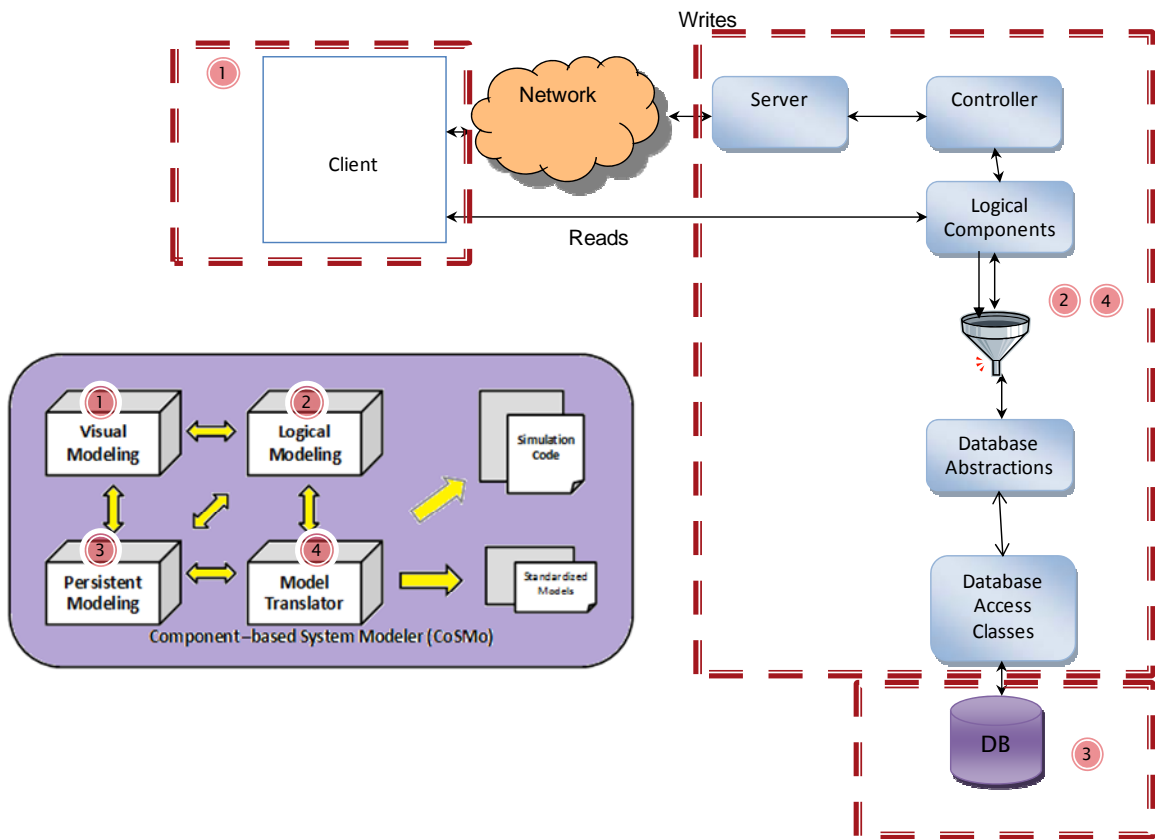 Writes
1
Client
Network
Reads
Server
Controller
Logical
Components
2
4
Database
Abstractions
Database
Access
Classes
DB
3
1
Visual
Modeling
2
Logical
Modeling
Simulation
Code
3
Persistent
Modeling
4
Model
Translator
Standardized
Models
Component–based System Modeler (CoSMo)